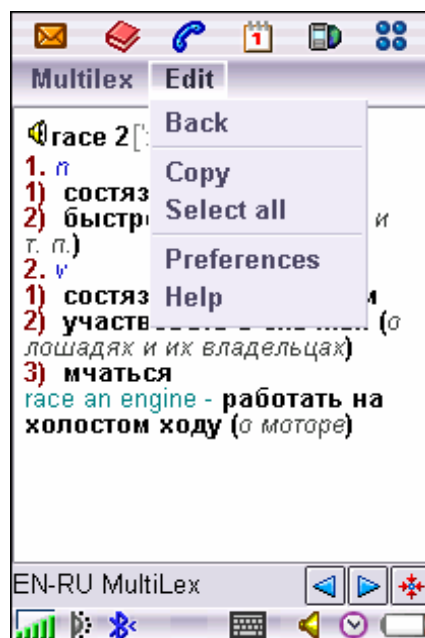 1
Multilex Edit
Back
Copy
Select all
Preferences
Help
race 2
1. n
1) состяз
2) быстр и
т. п.)
2. v
1) состяз
2) участв (о
лошадях и их владельцах)
3) мчаться
race an engine - работать на
холостом ходу (о моторе)
EN-RU MultiLex